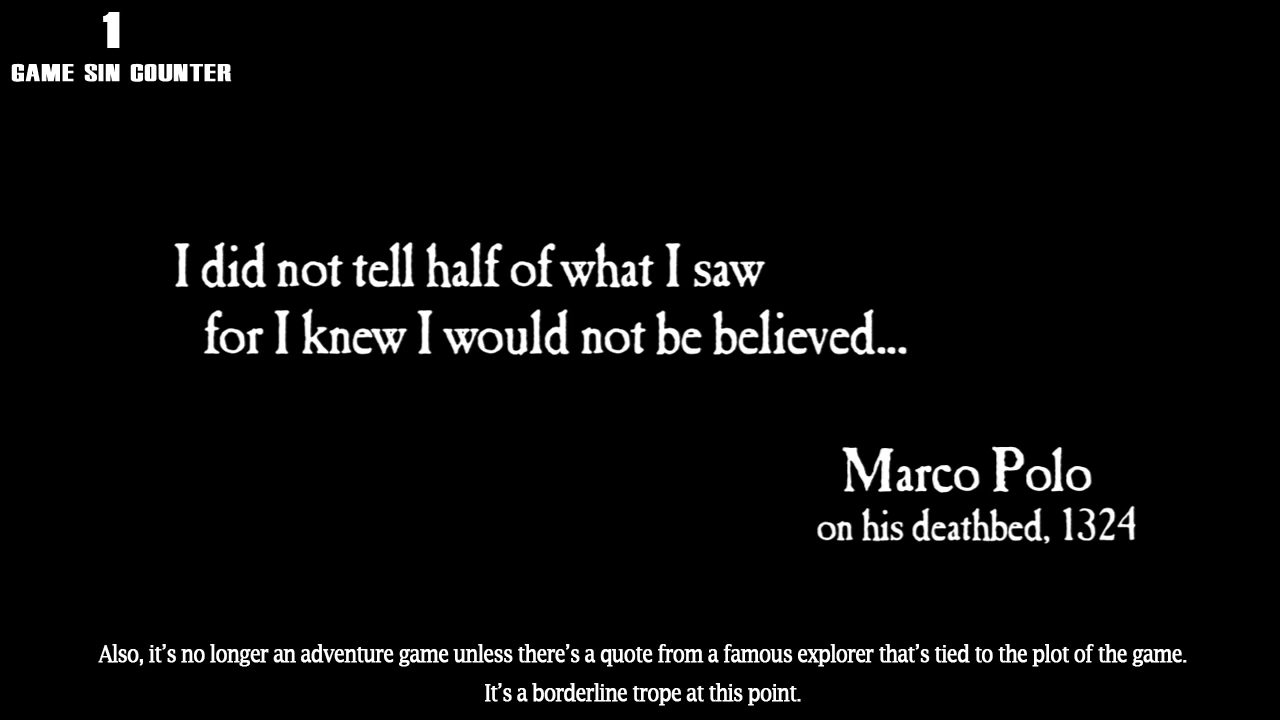 1
GAME SIN COUNTER
I did not tell half of what I saw
for I knew I would not be believed...
Marco Polo
on his deathbed, 1324
Also, it's no longer an adventure game unless there's a quote from a famous explorer that's tied to the plot of the game.
It's a borderline trope at this point.